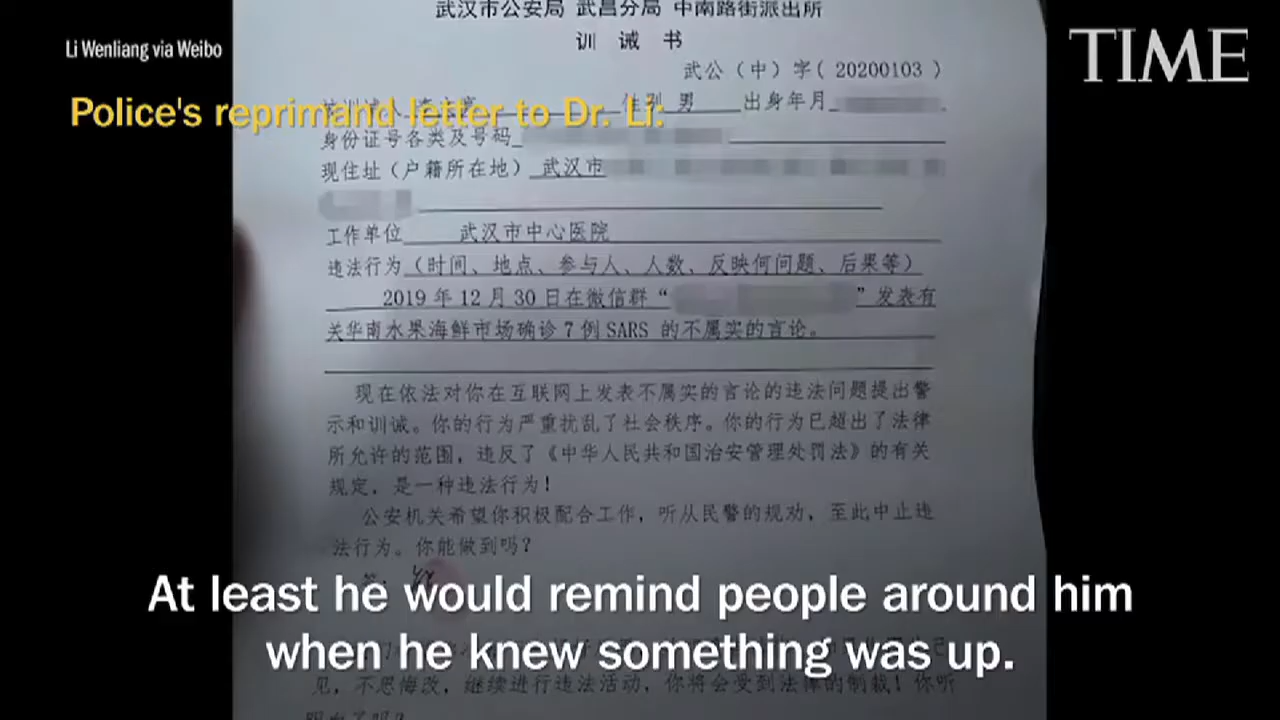 武汉市公安局 武昌分局 中南路街派出所
训 诫 书
Li Wenliang via Weibo
TIME
武公（中）字（20200103）
Police's reprimand letter to Dr. Li:
性别 男 出身年月
身份证号各类及号码
现住址（户籍所在地） 武汉市
工作单位 武汉市中心医院
违法行为（时间、地点、参与人、人数、反映何问题、后果等）
2019 年 12 月 30 日在微信群“ ”发表有
关华南水果海鲜市场确诊 7 例 SARS 的不属实的言论。
现在依法对你在互联网上发表不属实的言论的违法问题提出警
示和训诫。你的行为严重扰乱了社会秩序。你的行为已超出了法律
所允许的范围，违反了《中华人民共和国治安管理处罚法》的有关
规定，是一种违法行为！
公安机关希望你积极配合工作，听从民警的规劝，至此中止违
法行为。你能做到吗？
能
At least he would remind people around him
when he knew something was up.
见，不思悔改，继续进行违法活动，你将会受到法律的制裁！你听